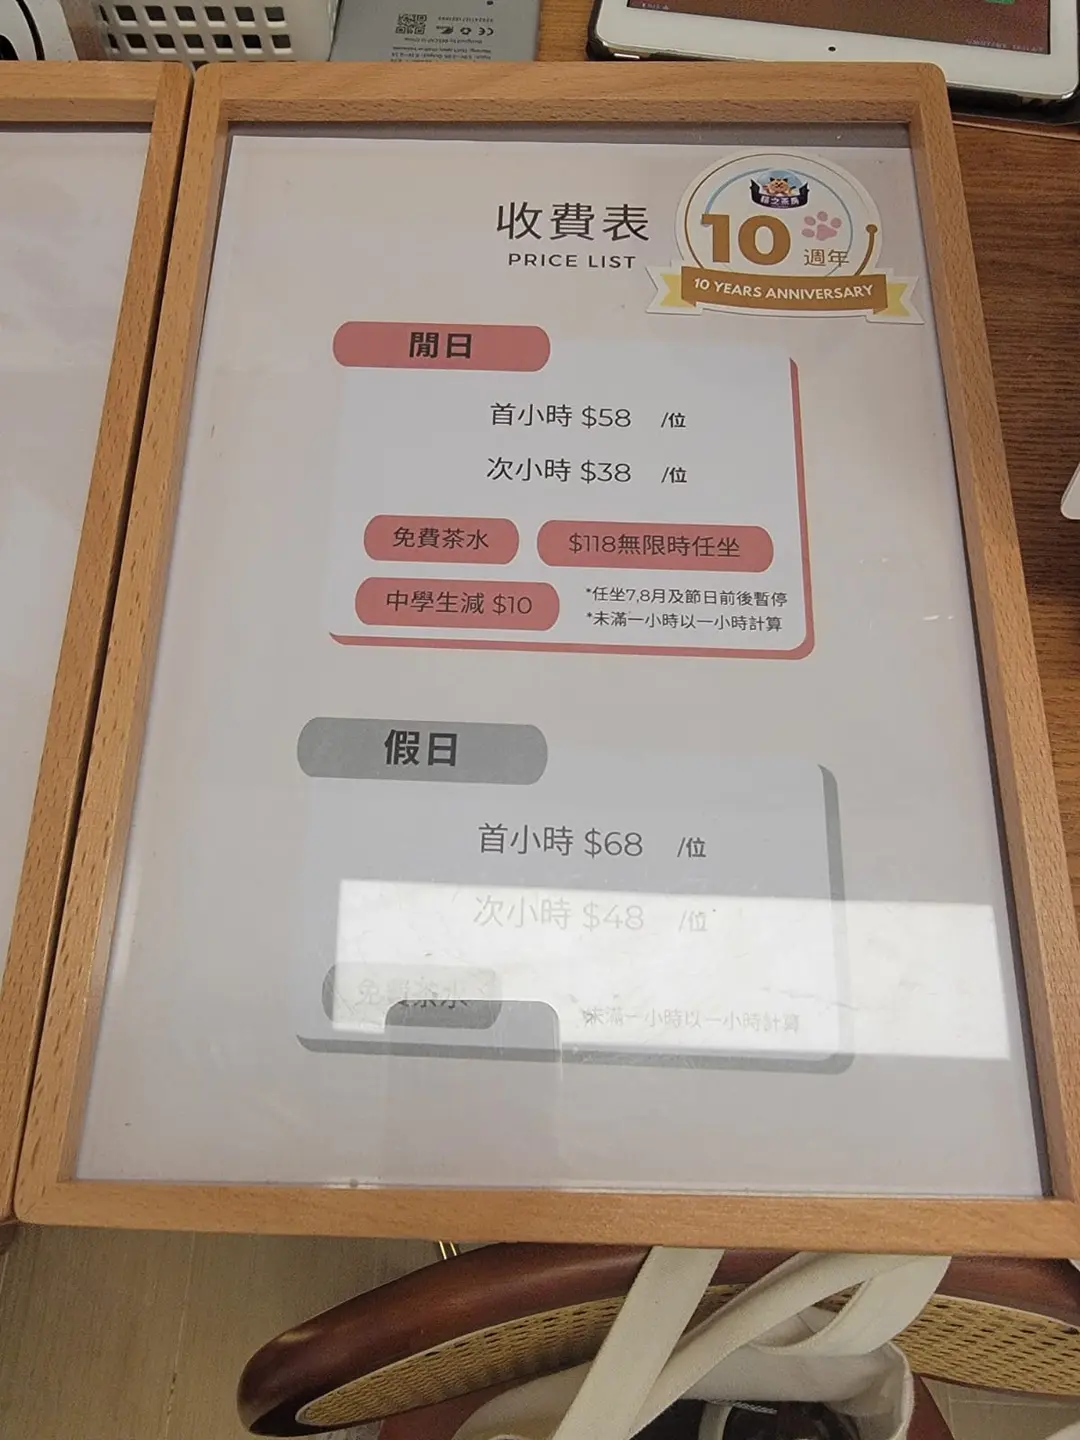 收費表
PRICE LIST
10
週年
10 YEARS ANNIVERSARY
閒日
首小時 $58 /位
次小時 $38 /位
免費茶水
$118無限時任坐
中學生減 $10
*任坐7,8月及節日前後暫停
*未滿一小時以一小時計算
假日
首小時 $68 /位
次小時 $48 /位
免費茶水
*未滿一小時以一小時計算